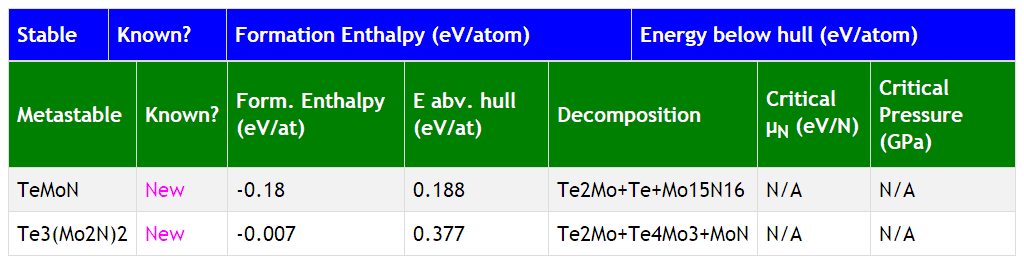 Stable Known? Formation Enthalpy (eV/atom) Energy below hull (eV/atom)
Metastable Known? Form. Enthalpy (eV/at) E abv. hull (eV/at) Decomposition Critical μN (eV/N) Critical Pressure (GPa)
TeMoN New -0.18 0.188 Te2Mo+Te+Mo15N16 N/A N/A
Te3(Mo2N)2 New -0.007 0.377 Te2Mo+Te4Mo3+MoN N/A N/A